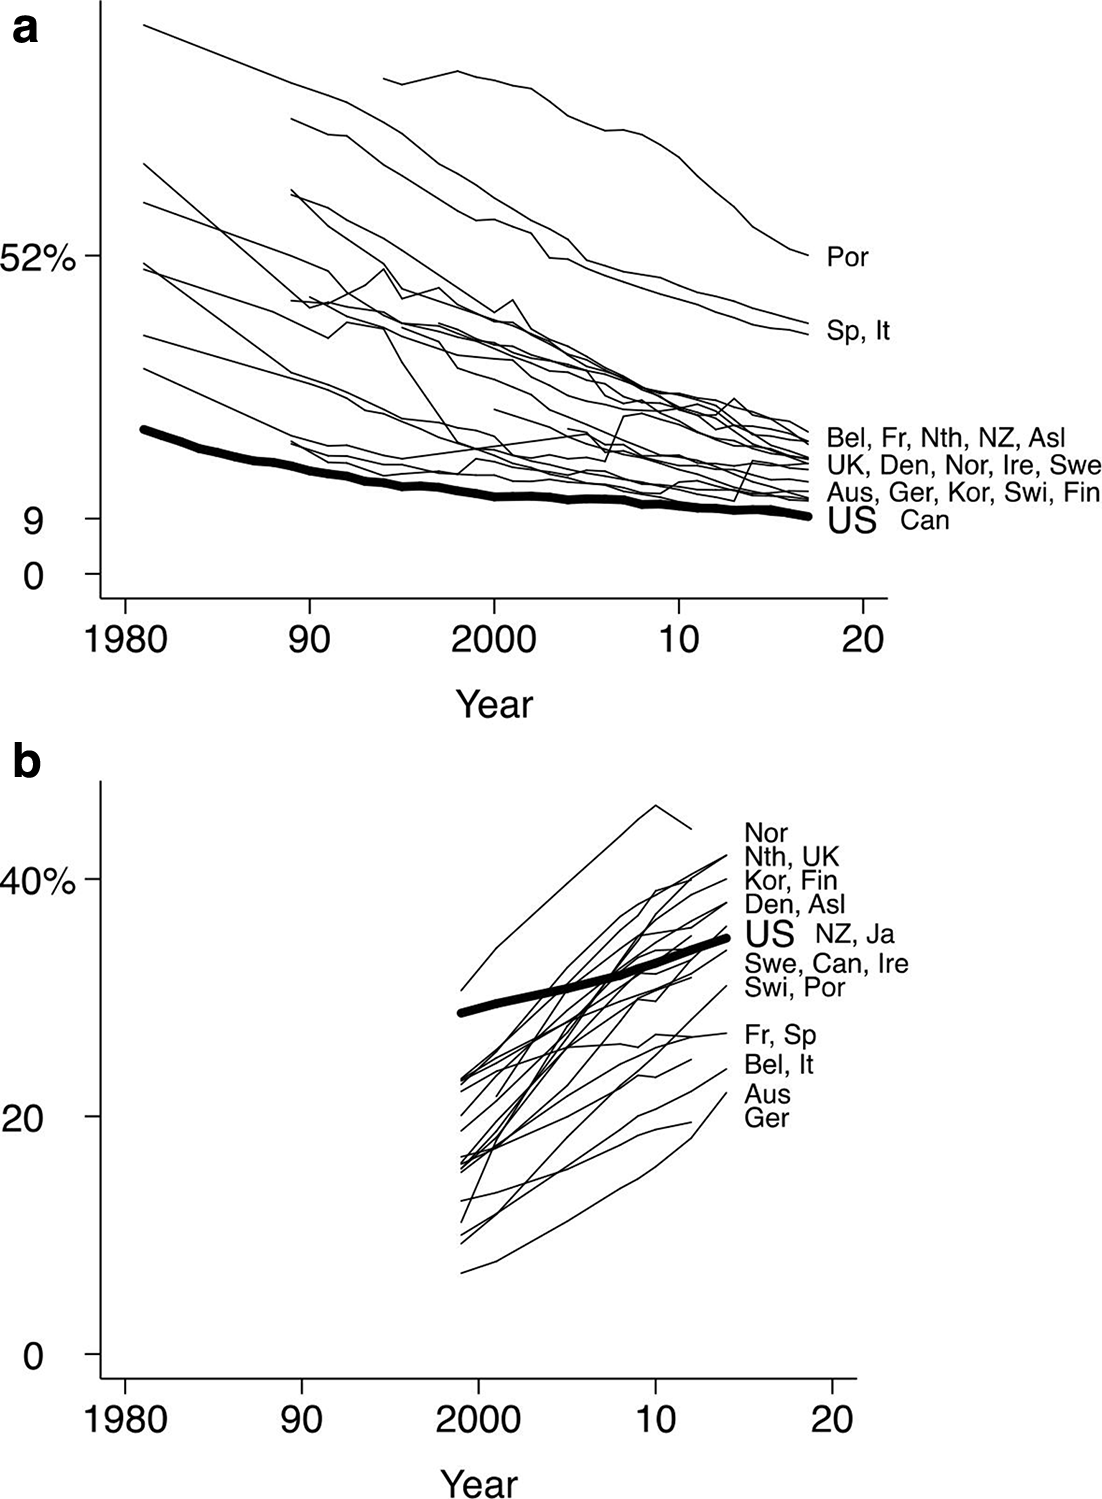 a
52%
9
0
Por
Sp, It
Bel, Fr, Nth, NZ, Asl
UK, Den, Nor, Ire, Swe
Aus, Ger, Kor, Swi, Fin
US Can
1980 90 2000 10 20
Year
b
40%
20
0
Nor
Nth, UK
Kor, Fin
Den, Asl
US NZ, Ja
Swe, Can, Ire
Swi, Por
Fr, Sp
Bel, It
Aus
Ger
1980 90 2000 10 20
Year